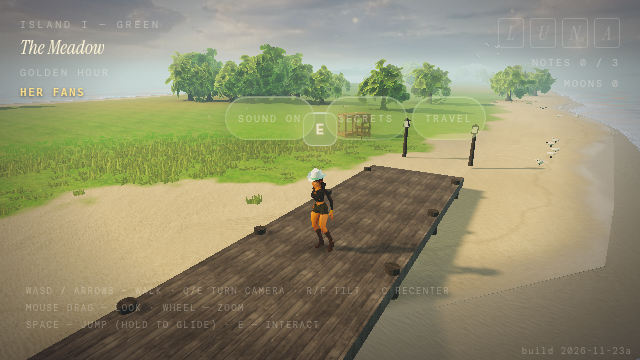 ISLAND I — GREEN
The Meadow
GOLDEN HOUR
HER FANS
L U N A
NOTES 0 / 3
MOONS 0
SOUND ON
SECRETS
TRAVEL
E
WASD / ARROWS — WALK · Q/E TURN CAMERA · R/F TILT · C RECENTER
MOUSE DRAG — LOOK · WHEEL — ZOOM
SPACE — JUMP (HOLD TO GLIDE) · E — INTERACT
build 2026-11-23a